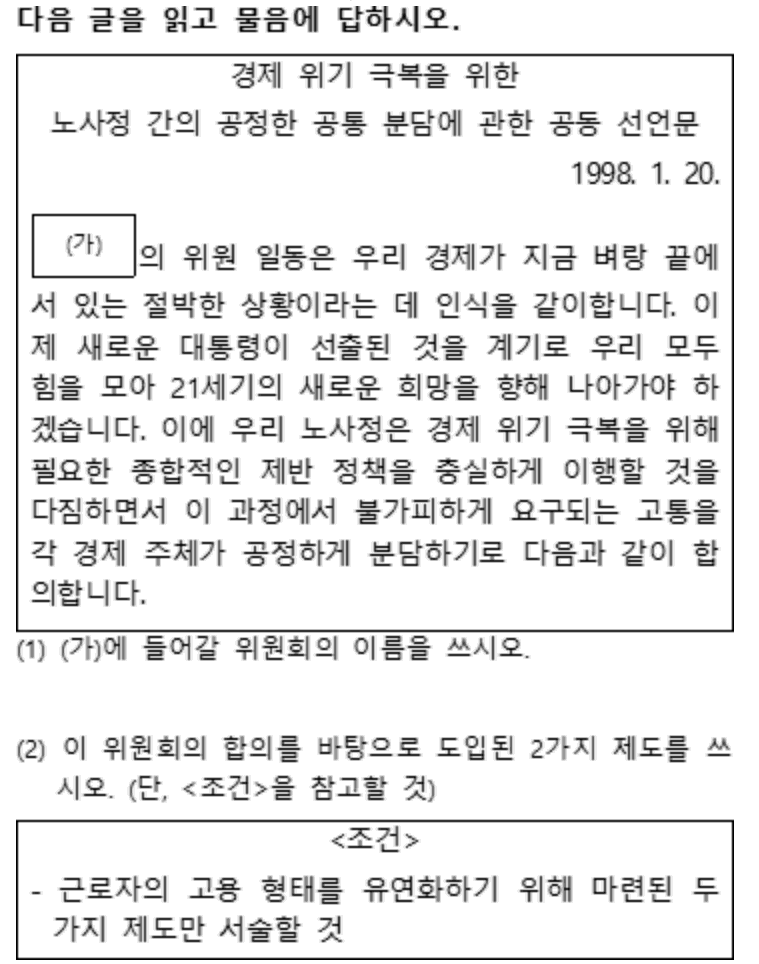 다음 글을 읽고 물음에 답하시오.
경제 위기 극복을 위한
노사정 간의 공정한 공통 분담에 관한 공동 선언문
1998. 1. 20.
(가) 의 위원 일동은 우리 경제가 지금 벼랑 끝에
서 있는 절박한 상황이라는 데 인식을 같이합니다. 이
제 새로운 대통령이 선출된 것을 계기로 우리 모두
힘을 모아 21세기의 새로운 희망을 향해 나아가야 하
겠습니다. 이에 우리 노사정은 경제 위기 극복을 위해
필요한 종합적인 제반 정책을 충실하게 이행할 것을
다짐하면서 이 과정에서 불가피하게 요구되는 고통을
각 경제 주체가 공정하게 분담하기로 다음과 같이 합
의합니다.
(1) (가)에 들어갈 위원회의 이름을 쓰시오.
(2) 이 위원회의 합의를 바탕으로 도입된 2가지 제도를 쓰
시오. (단, <조건>을 참고할 것)
<조건>
- 근로자의 고용 형태를 유연화하기 위해 마련된 두
가지 제도만 서술할 것